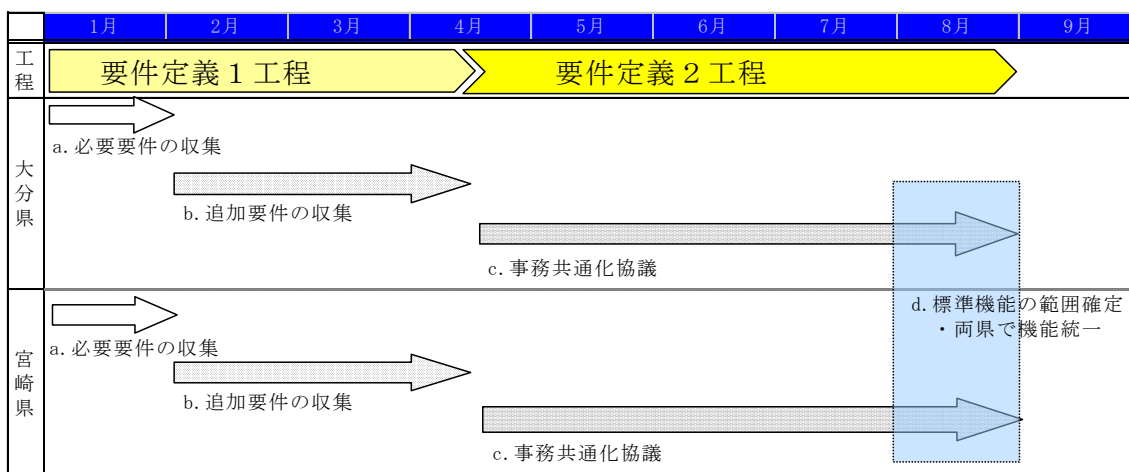 1月 2月 3月 4月 5月 6月 7月 8月 9月
工程 要件定義１工程 要件定義２工程
大分県
a.必要要件の収集
b.追加要件の収集
c.事務共通化協議
宮崎県
d.標準機能の範囲確定
・両県で機能統一
a.必要要件の収集
b.追加要件の収集
c.事務共通化協議